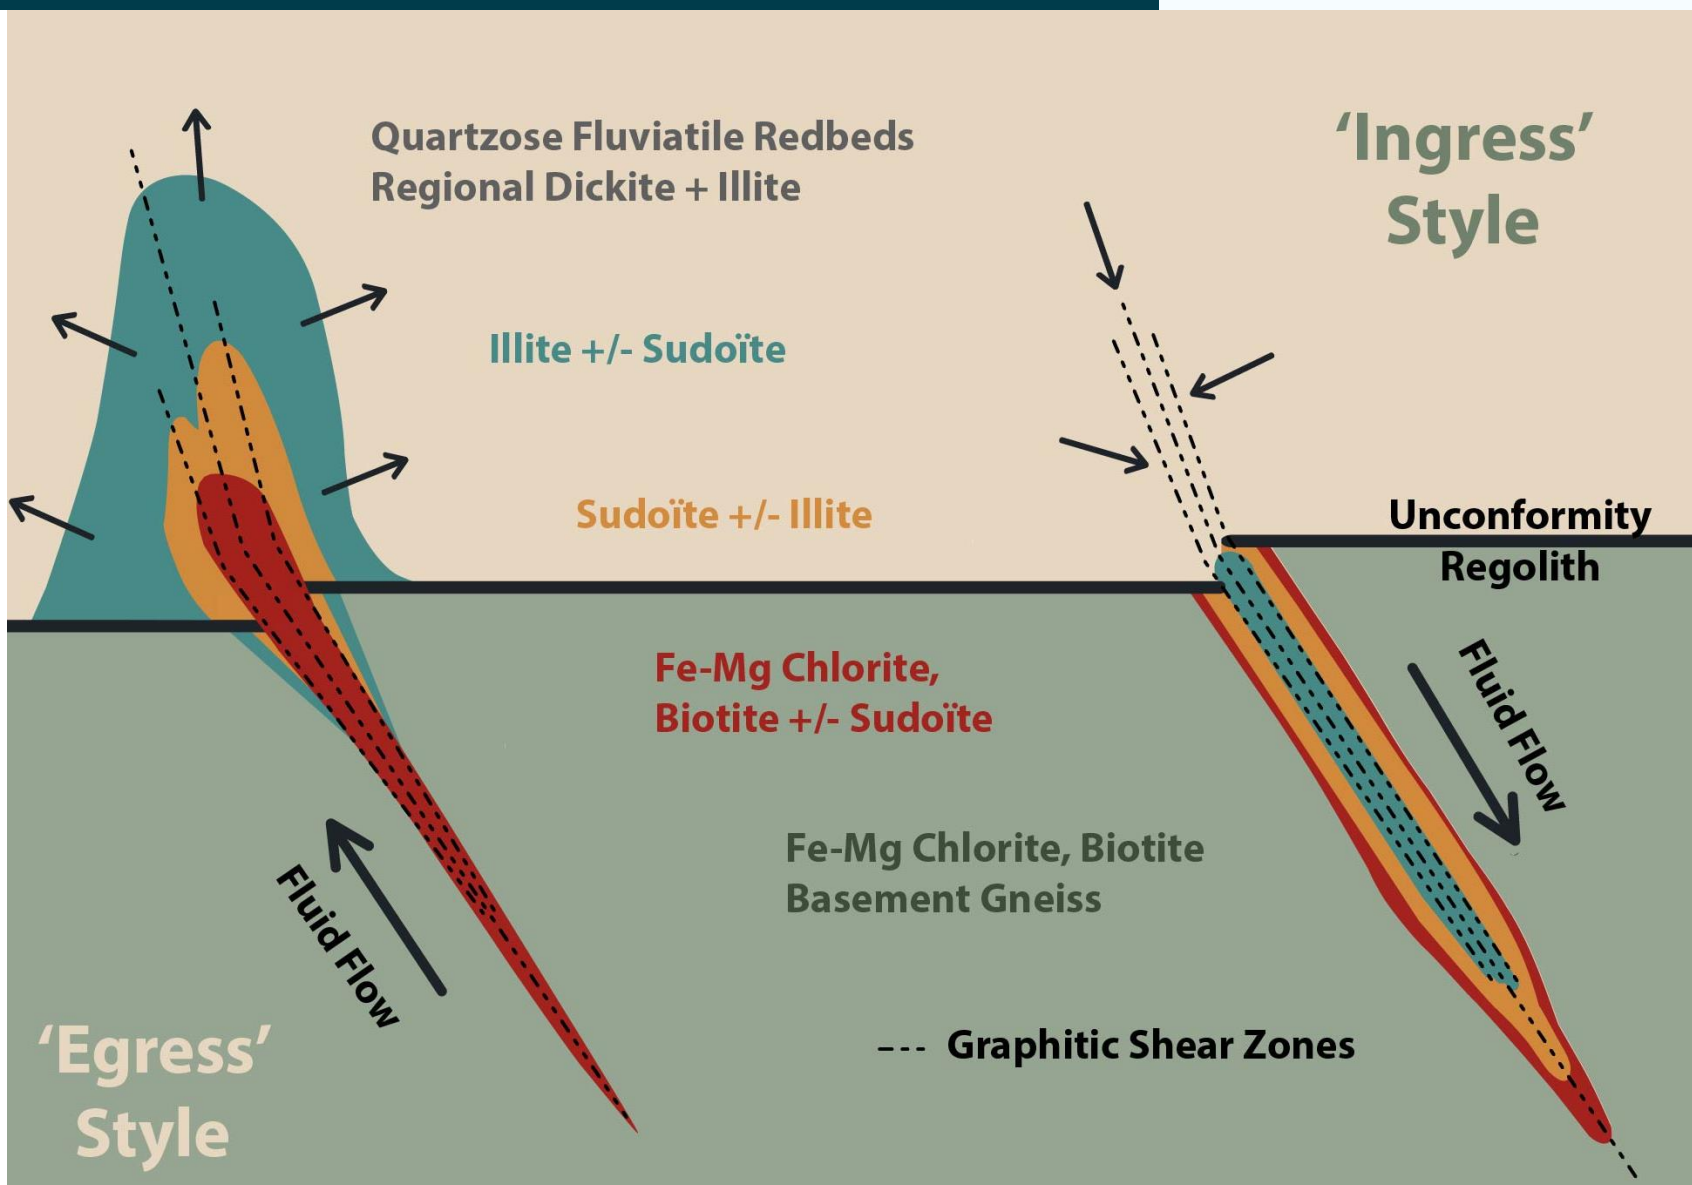 Quartzose Fluviatile Redbeds
Regional Dickite + Illite
‘Ingress’
Style
Illite +/- Sudoïte
Sudoïte +/- Illite
Unconformity
Regolith
Fe-Mg Chlorite,
Biotite +/- Sudoïte
Fluid Flow
Fe-Mg Chlorite, Biotite
Basement Gneiss
Fluid Flow
‘Egress’
Style
Graphitic Shear Zones